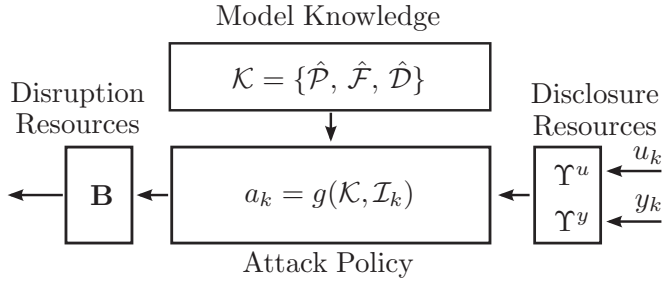 Model Knowledge
𝒦 = {𝒫̂, ℱ̂, 𝒟̂}
Disruption
Resources
Disclosure
Resources
B
a_k = g(𝒦, ℐ_k)
Υ^u
Υ^y
u_k
y_k
Attack Policy